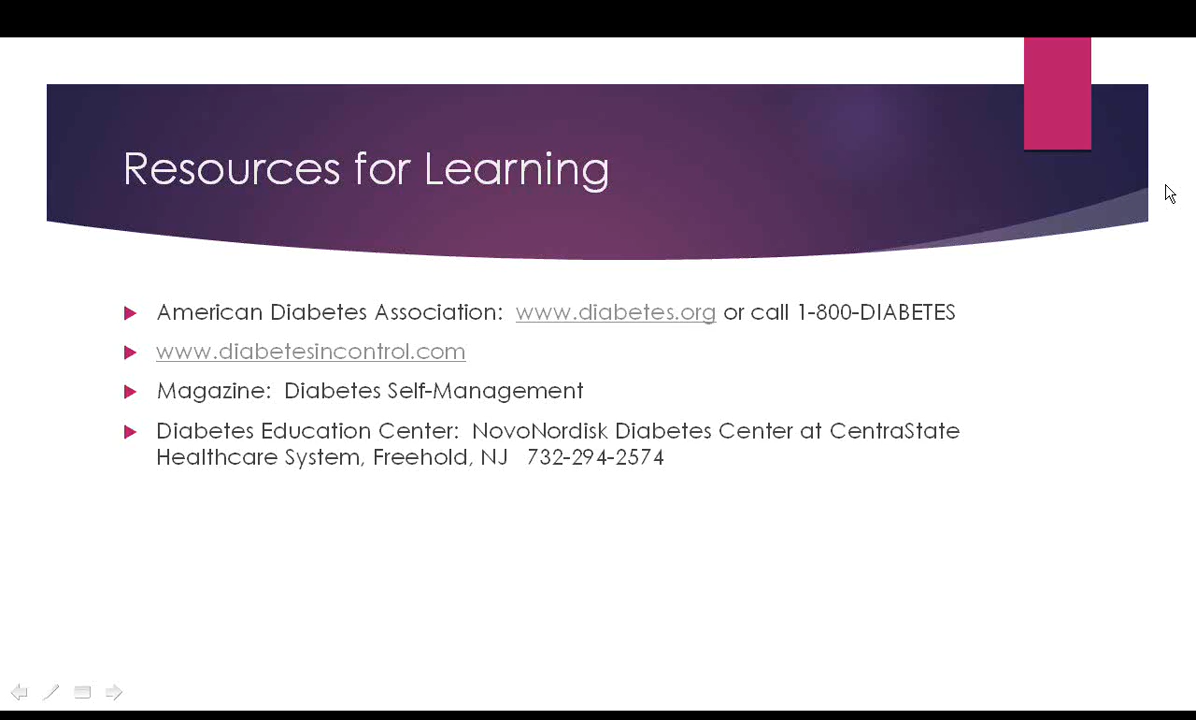 Resources for Learning
American Diabetes Association:  www.diabetes.org or call 1-800-DIABETES
www.diabetesincontrol.com
Magazine:  Diabetes Self-Management
Diabetes Education Center:  NovoNordisk Diabetes Center at CentraState
Healthcare System, Freehold, NJ   732-294-2574